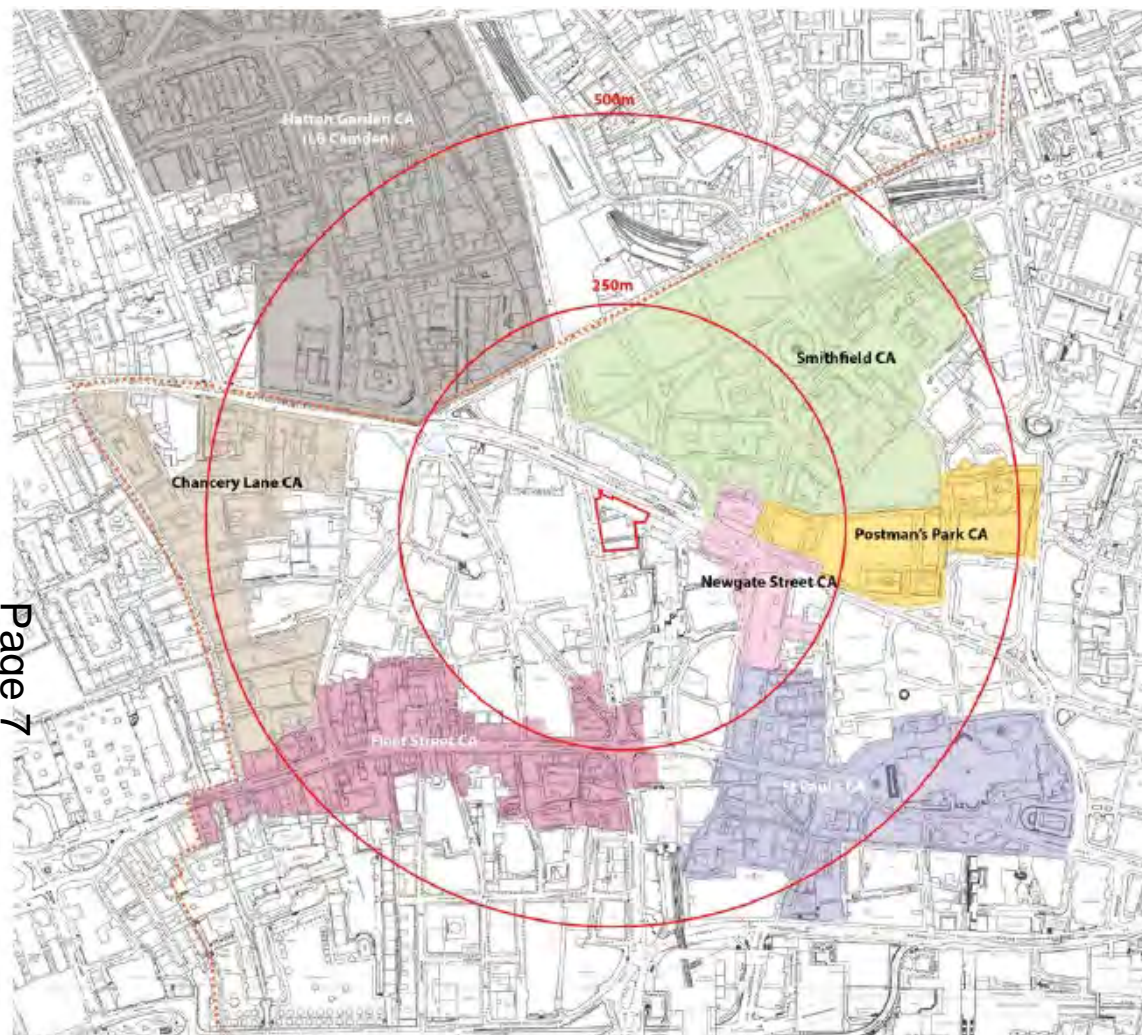 500m
Hatton Garden CA
(LB Camden)
250m
Smithfield CA
Chancery Lane CA
Postman's Park CA
Newgate Street CA
Fleet Street CA
St Paul's CA
Page 7